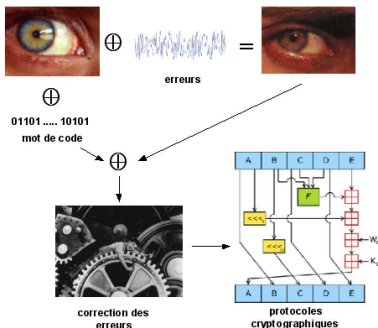 ⊕ =
erreurs
⊕
01101 ..... 10101
mot de code
⊕
A B C D E
F
<<<
<<<
W
K
A B C D E
correction des
erreurs
protocoles
cryptographiques